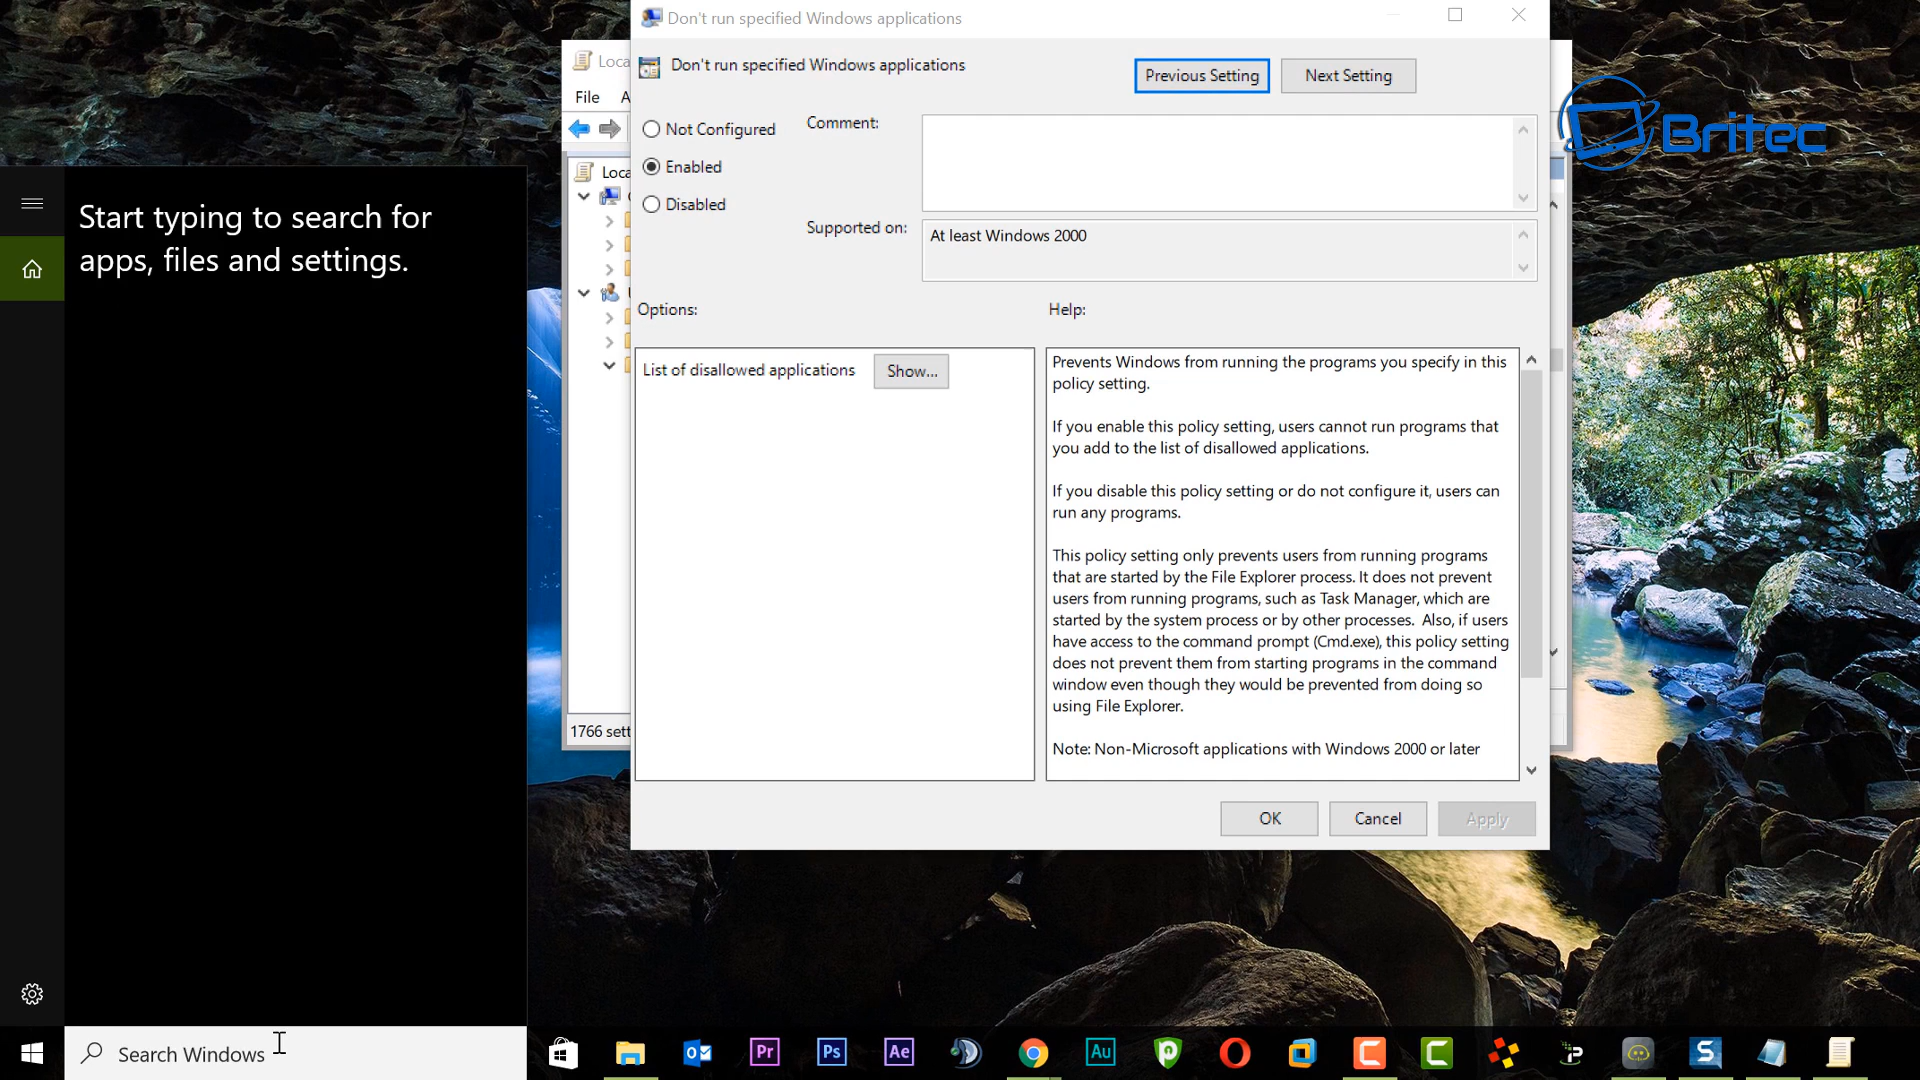 Don't run specified Windows applications
Don't run specified Windows applications
Previous Setting
Next Setting
Loca
File
A
Not Configured
Enabled
Disabled
Comment:
Supported on:
At least Windows 2000
Britec
Loca
Options:
Help:
List of disallowed applications
Show...
Prevents Windows from running the programs you specify in this
policy setting.
If you enable this policy setting, users cannot run programs that
you add to the list of disallowed applications.
If you disable this policy setting or do not configure it, users can
run any programs.
This policy setting only prevents users from running programs
that are started by the File Explorer process. It does not prevent
users from running programs, such as Task Manager, which are
started by the system process or by other processes. Also, if users
have access to the command prompt (Cmd.exe), this policy setting
does not prevent them from starting programs in the command
window even though they would be prevented from doing so
using File Explorer.
Note: Non-Microsoft applications with Windows 2000 or later
1766 sett
OK
Cancel
Apply
Start typing to search for
apps, files and settings.
Search Windows
Pr
Ps
Ae
Au